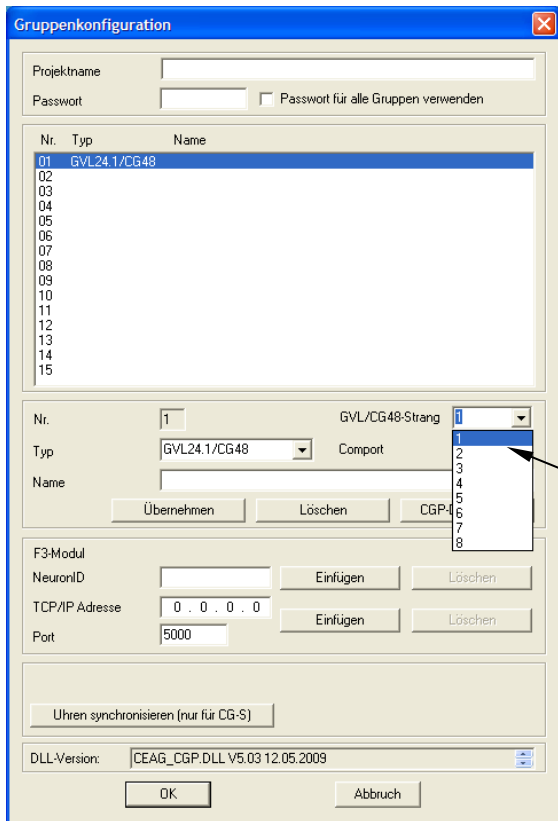 Gruppenkonfiguration
Projektname
Passwort Passwort für alle Gruppen verwenden
Nr. Typ Name
01 GVL24.1/CG48
02
03
04
05
06
07
08
09
10
11
12
13
14
15
Nr. 1 GVL/CG48-Strang 1
Typ GVL24.1/CG48 Comport
Name
1
2
3
4
5
6
7
8
Übernehmen Löschen
F3-Modul
NeuronID Einfügen Löschen
TCP/IP Adresse 0 . 0 . 0 . 0
Einfügen Löschen
Port 5000
Uhren synchronisieren (nur für CG-S)
DLL-Version: CEAG_CGP.DLL V5.03 12.05.2009
OK Abbruch